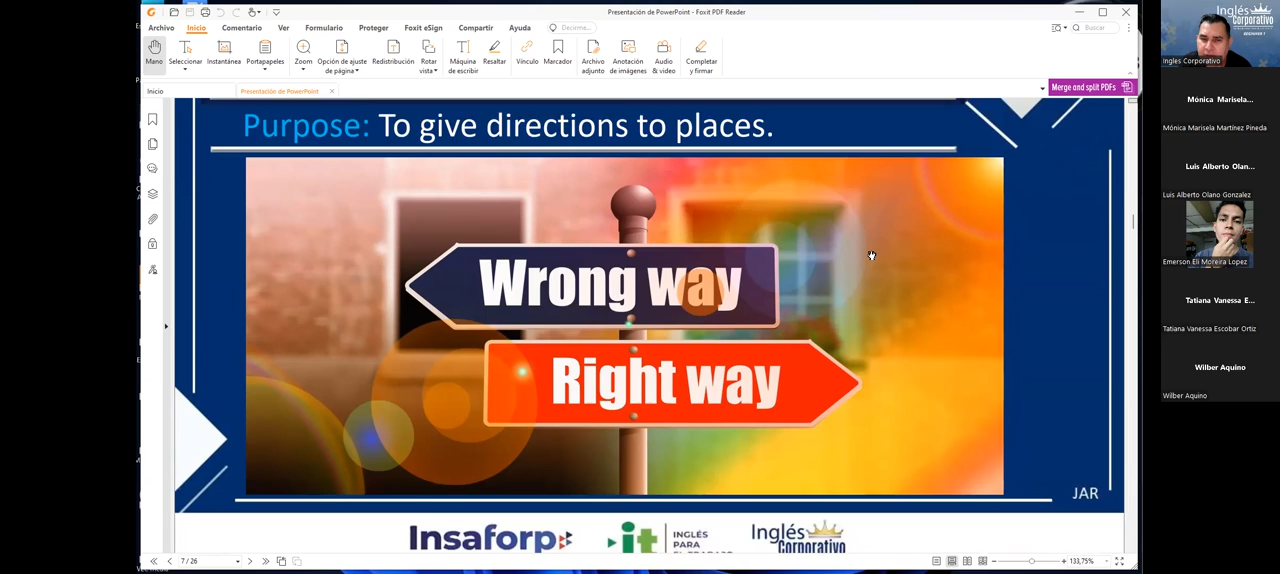 Presentación de PowerPoint - Foxit PDF Reader
Archivo Inicio Comentario Ver Formulario Proteger Foxit eSign Compartir Ayuda Decirme... Buscar
Mano Seleccionar Instantánea Portapapeles Zoom Opción de ajuste de página Redistribución Rotar vista Máquina de escribir Resaltar Vínculo Marcador Archivo adjunto Anotación de imágenes Audio & video Completar y firmar
Inicio Presentación de PowerPoint Merge and split PDFs
Purpose: To give directions to places.
Wrong way
Right way
JAR
Insaforp it INGLÉS PARA Inglés Corporativo
7 / 26 133,75%
Inglés Corporativo
BEGINNER 1
Ingles Corporativo
Mónica Marisela...
Mónica Marisela Martínez Pineda
Luis Alberto Olan...
Luis Alberto Olano Gonzalez
Emerson Eli Moreira Lopez
Tatiana Vanessa E...
Tatiana Vanessa Escobar Ortiz
Wilber Aquino
Wilber Aquino